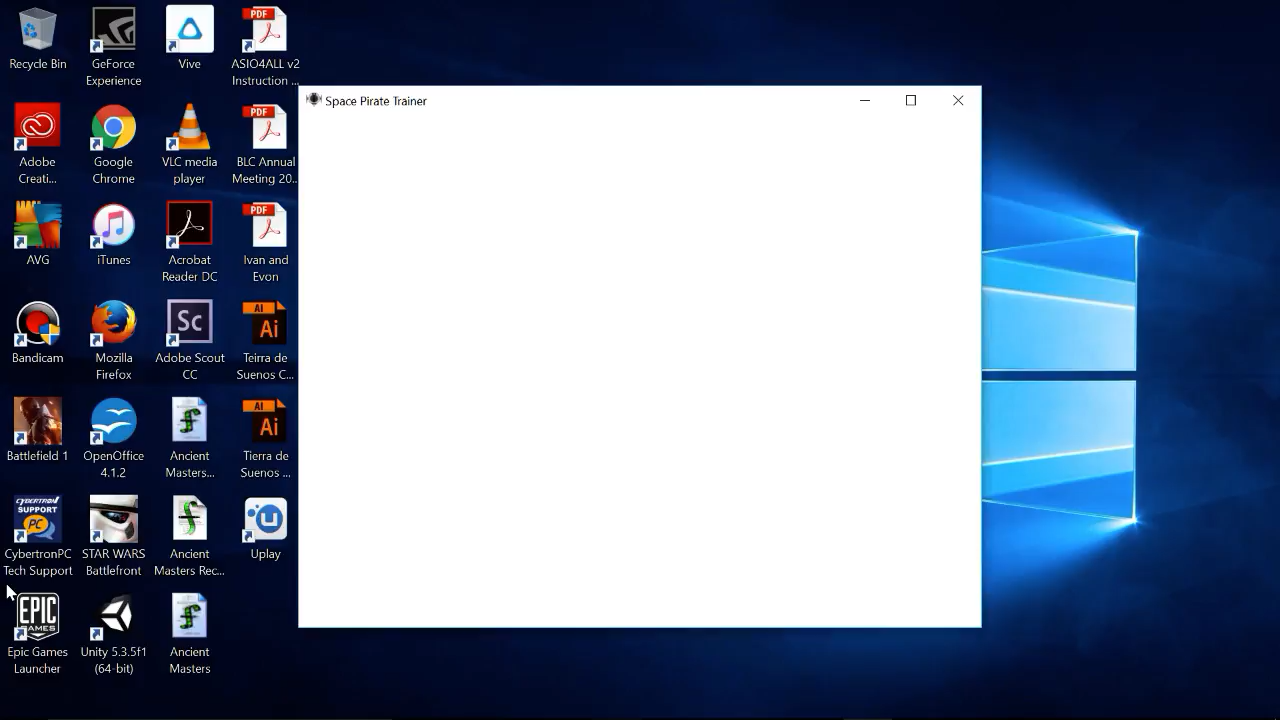 Recycle Bin
GeForce
Experience
Vive
PDF
ASIO4ALL v2
Instruction ...
Space Pirate Trainer
Adobe
Creati...
Google
Chrome
VLC media
player
PDF
BLC Annual
Meeting 20...
AVG
iTunes
Acrobat
Reader DC
PDF
Ivan and
Evon
Bandicam
Mozilla
Firefox
Sc
Adobe Scout
CC
AI
Ai
Teirra de
Suenos C...
Battlefield 1
OpenOffice
4.1.2
Ancient
Masters...
AI
Ai
Tierra de
Suenos ...
CYBERTRON
SUPPORT
PC
CybertronPC
Tech Support
STAR WARS
Battlefront
Ancient
Masters Rec...
Uplay
EPIC
GAMES
Epic Games
Launcher
Unity 5.3.5f1
(64-bit)
Ancient
Masters